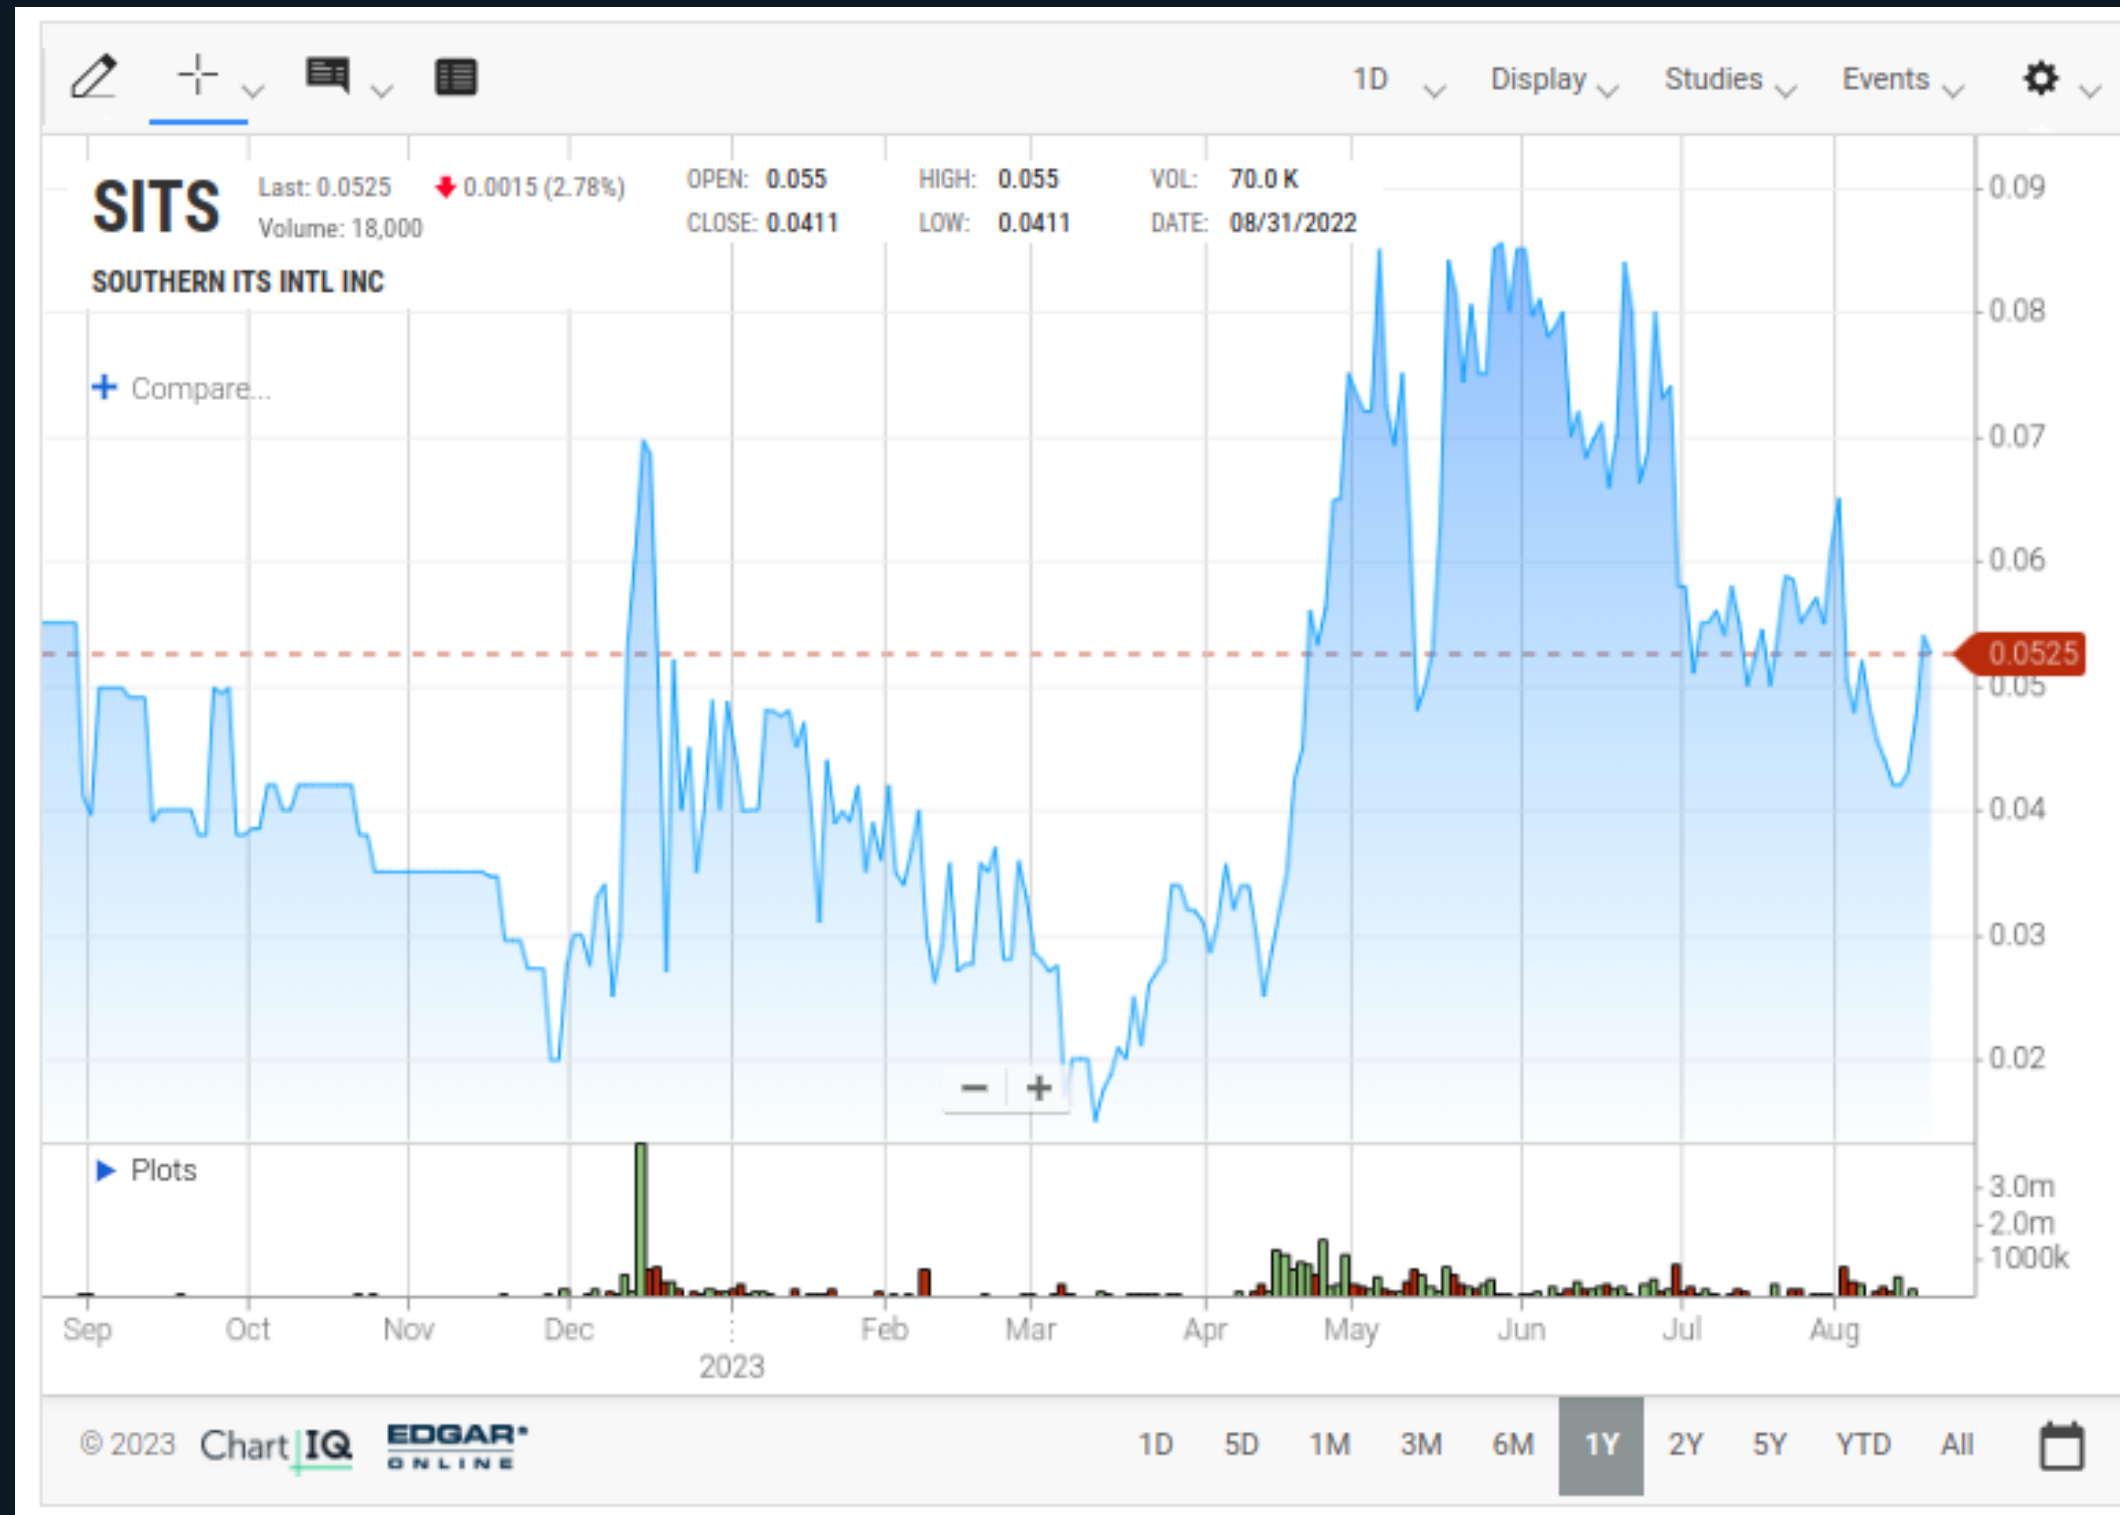 1D Display Studies Events
SITS Last: 0.0525 0.0015 (2.78%) OPEN: 0.055 HIGH: 0.055 VOL: 70.0 K
Volume: 18,000 CLOSE: 0.0411 LOW: 0.0411 DATE: 08/31/2022
SOUTHERN ITS INTL INC
+ Compare...
0.09
0.08
0.07
0.06
0.0525
0.05
0.04
0.03
0.02
− +
Plots
3.0m
2.0m
1000k
Sep Oct Nov Dec Feb Mar Apr May Jun Jul Aug
2023
© 2023 ChartIQ EDGAR ONLINE 1D 5D 1M 3M 6M 1Y 2Y 5Y YTD All